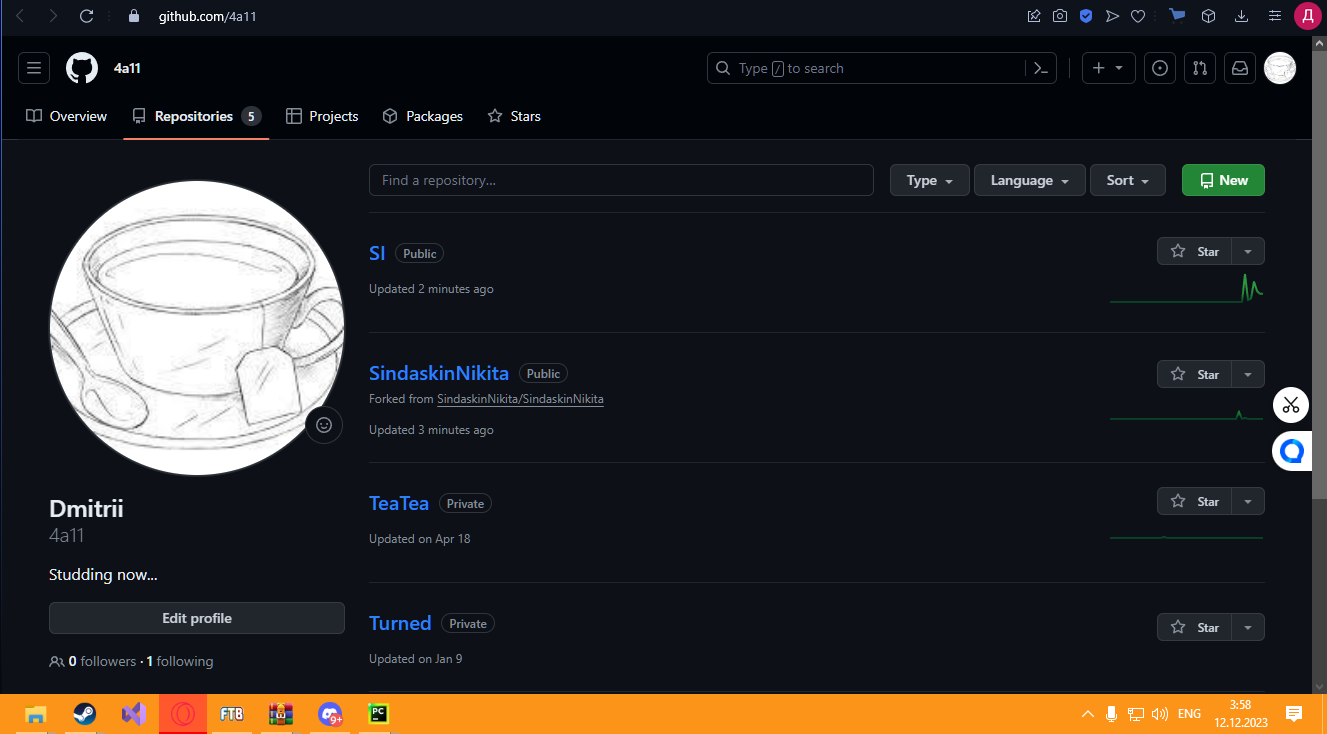 github.com/4a11
Д
4a11
Type / to search
Overview
Repositories 5
Projects
Packages
Stars
Find a repository...
Type
Language
Sort
New
SI Public
Star
Updated 2 minutes ago
SindaskinNikita Public
Star
Forked from SindaskinNikita/SindaskinNikita
Updated 3 minutes ago
TeaTea Private
Star
Updated on Apr 18
Turned Private
Star
Updated on Jan 9
Dmitrii
4a11
Studding now...
Edit profile
0 followers · 1 following
FTB
9+
PC
ENG
3:58
12.12.2023